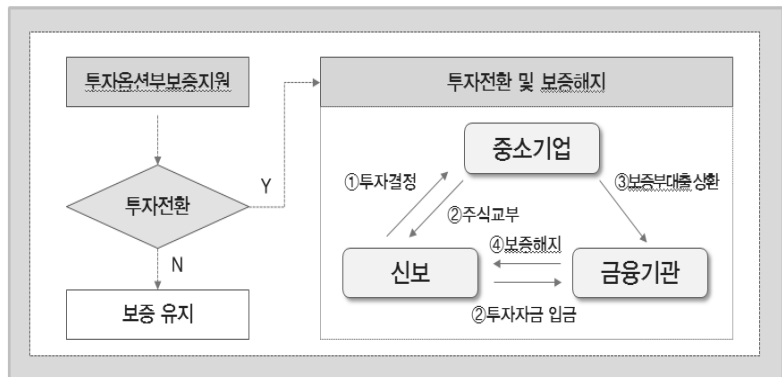 투자옵션부보증지원
투자전환
Y
N
보증 유지
투자전환 및 보증해지
중소기업
①투자결정
③보증부대출상환
②주식교부
④보증해지
신보
금융기관
②투자자금 입금